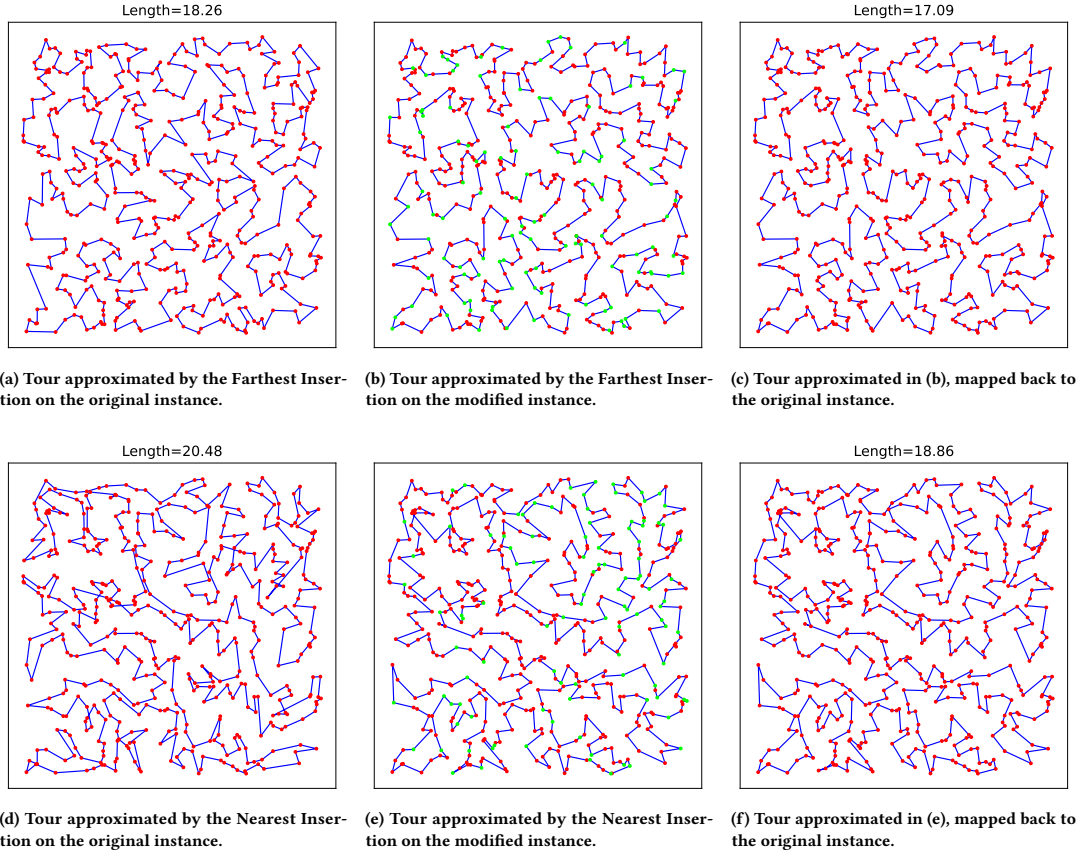 Length=18.26
Length=17.09
(a) Tour approximated by the Farthest Inser-
tion on the original instance.
(b) Tour approximated by the Farthest Inser-
tion on the modified instance.
(c) Tour approximated in (b), mapped back to
the original instance.
Length=20.48
Length=18.86
(d) Tour approximated by the Nearest Inser-
tion on the original instance.
(e) Tour approximated by the Nearest Inser-
tion on the modified instance.
(f) Tour approximated in (e), mapped back to
the original instance.